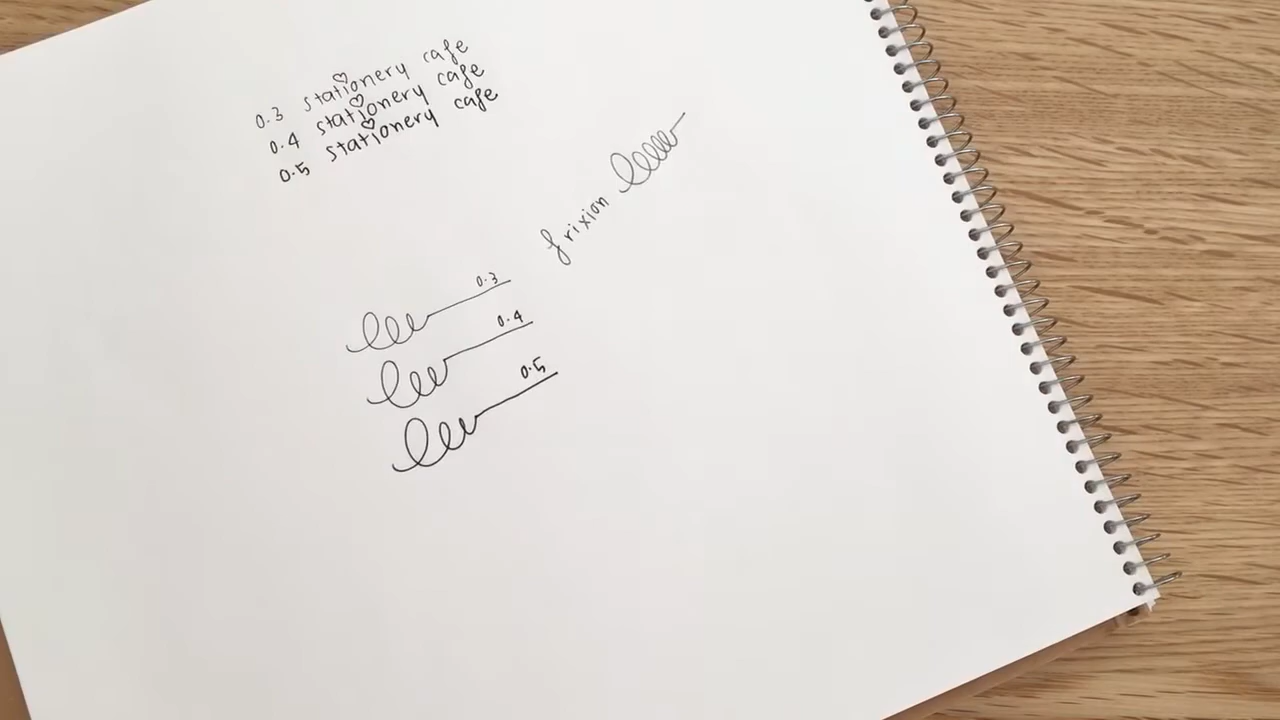 0.3 stationery cafe
0.4 stationery cafe
0.5 stationery cafe
frixion
0.3
0.4
0.5